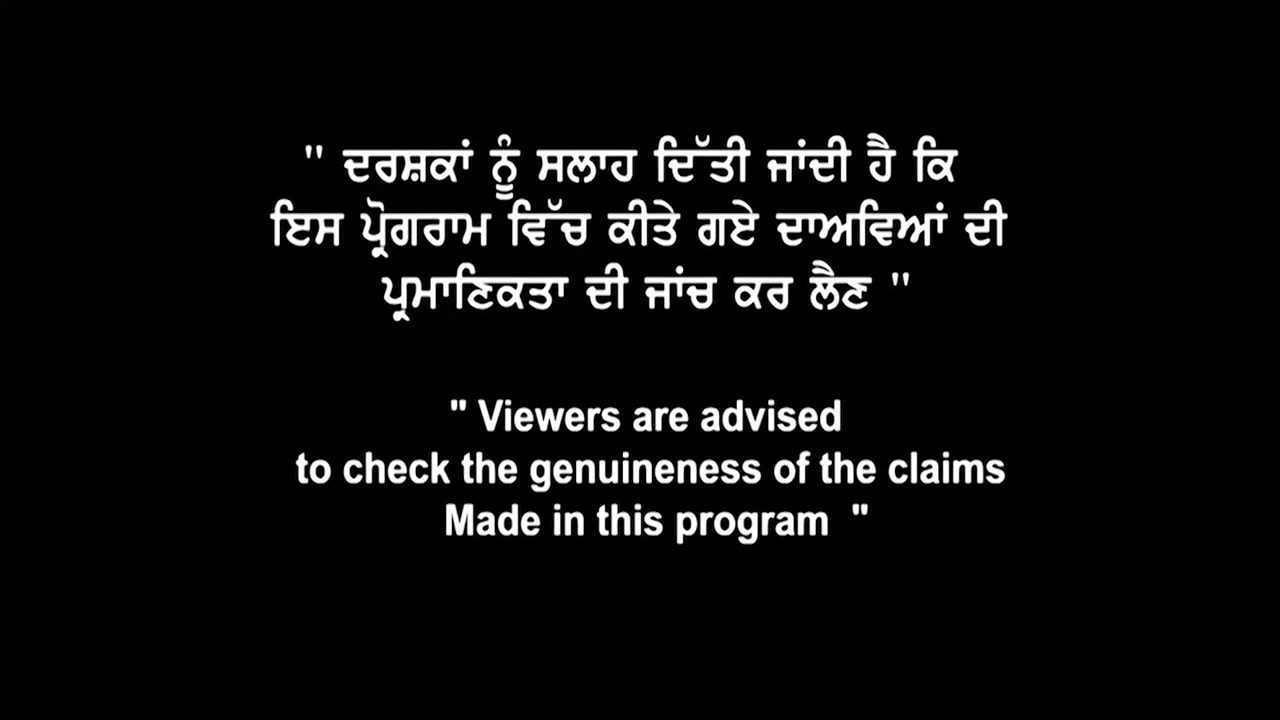 " ਦਰਸ਼ਕਾਂ ਨੂੰ ਸਲਾਹ ਦਿੱਤੀ ਜਾਂਦੀ ਹੈ ਕਿ
ਇਸ ਪ੍ਰੋਗਰਾਮ ਵਿੱਚ ਕੀਤੇ ਗਏ ਦਾਅਵਿਆਂ ਦੀ
ਪ੍ਰਮਾਣਿਕਤਾ ਦੀ ਜਾਂਚ ਕਰ ਲੈਣ "
" Viewers are advised
to check the genuineness of the claims
Made in this program "